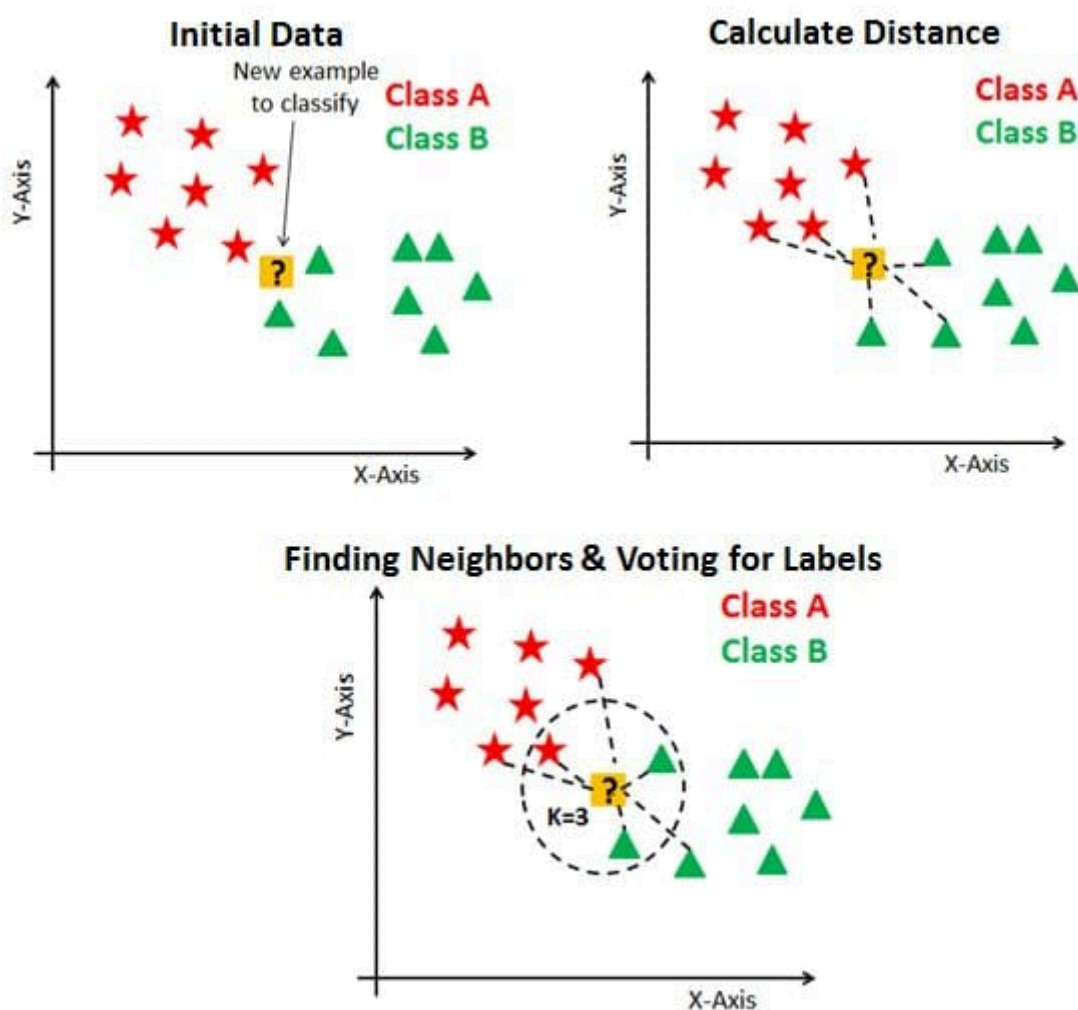 Initial Data
New example
to classify
Class A
Class B
Y-Axis
?
X-Axis
Calculate Distance
Class A
Class B
Y-Axis
?
X-Axis
Finding Neighbors & Voting for Labels
Class A
Class B
Y-Axis
?
K=3
X-Axis